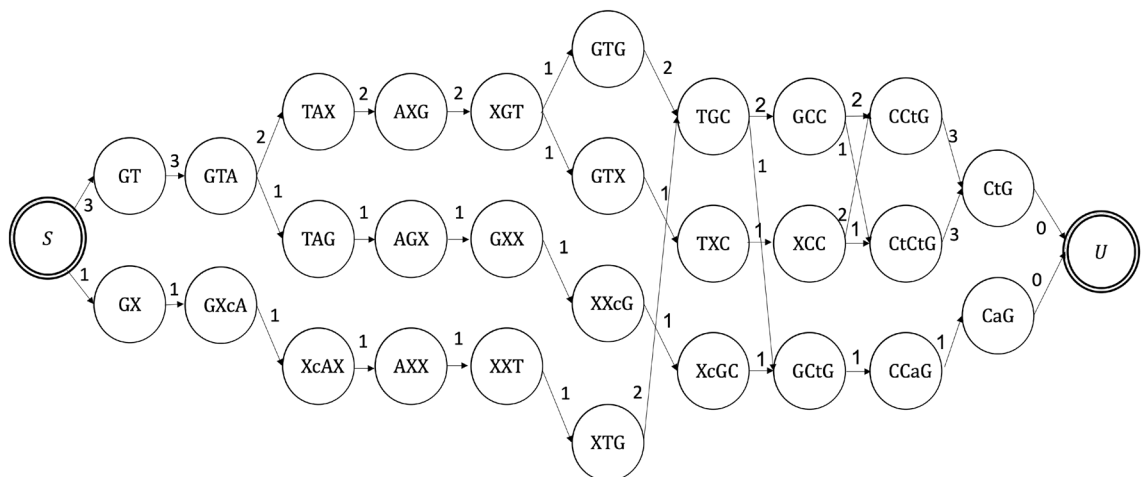 GTG
1
2
TAX
2
AXG
2
XGT
TGC
2
GCC
2
CCtG
2
1
3
GT
3
GTA
1
GTX
1
1
CtG
3
1
1
0
S
TAG
1
AGX
1
GXX
TXC
1
XCC
2
1
CtCtG
3
U
1
1
GX
1
GXcA
XXcG
0
CaG
1
1
1
XcAX
1
AXX
1
XXT
XcGC
1
GCtG
1
CCaG
1
2
XTG